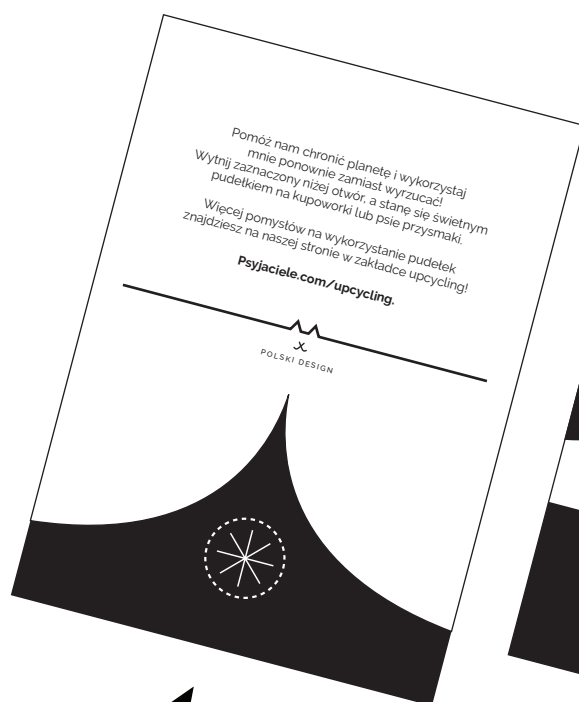 Pomóż nam chronić planetę i wykorzystaj
mnie ponownie zamiast wyrzucać!
Wytnij zaznaczony niżej otwór, a stanę się świetnym
pudełkiem na kupoworki lub psie przysmaki.
Więcej pomysłów na wykorzystanie pudełek
znajdziesz na naszej stronie w zakładce upcycling!
Psyjaciele.com/upcycling.
POLSKI DESIGN